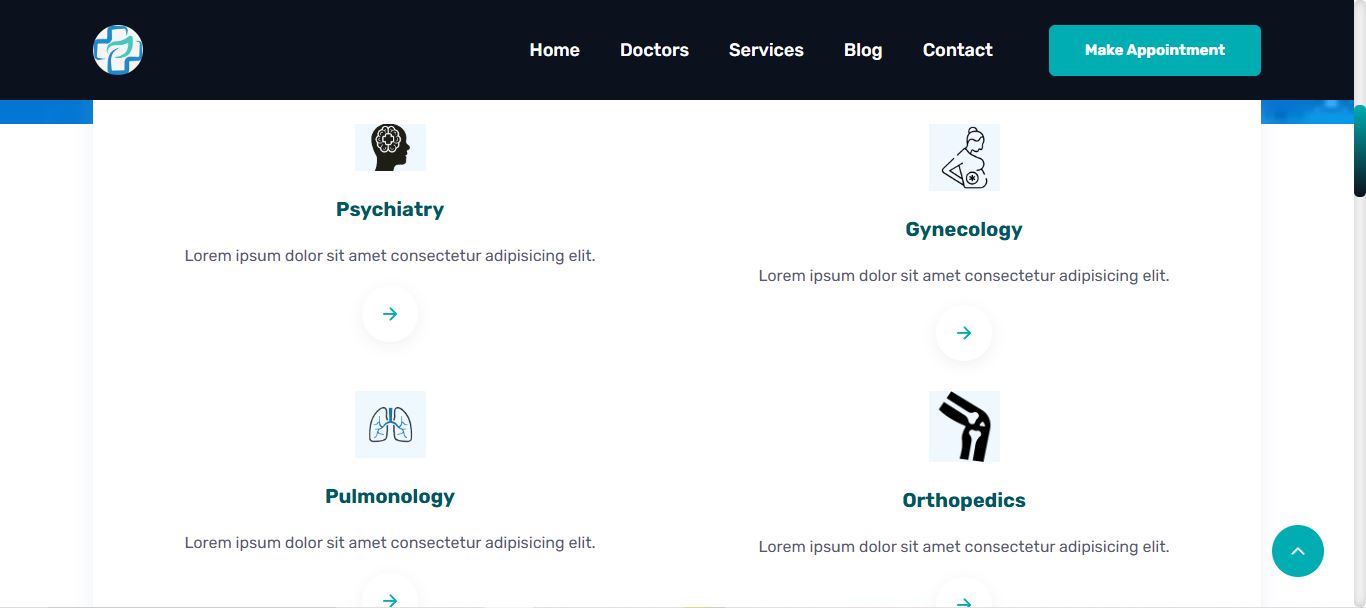 Home Doctors Services Blog Contact Make Appointment
Psychiatry
Lorem ipsum dolor sit amet consectetur adipisicing elit.
Gynecology
Lorem ipsum dolor sit amet consectetur adipisicing elit.
Pulmonology
Lorem ipsum dolor sit amet consectetur adipisicing elit.
Orthopedics
Lorem ipsum dolor sit amet consectetur adipisicing elit.